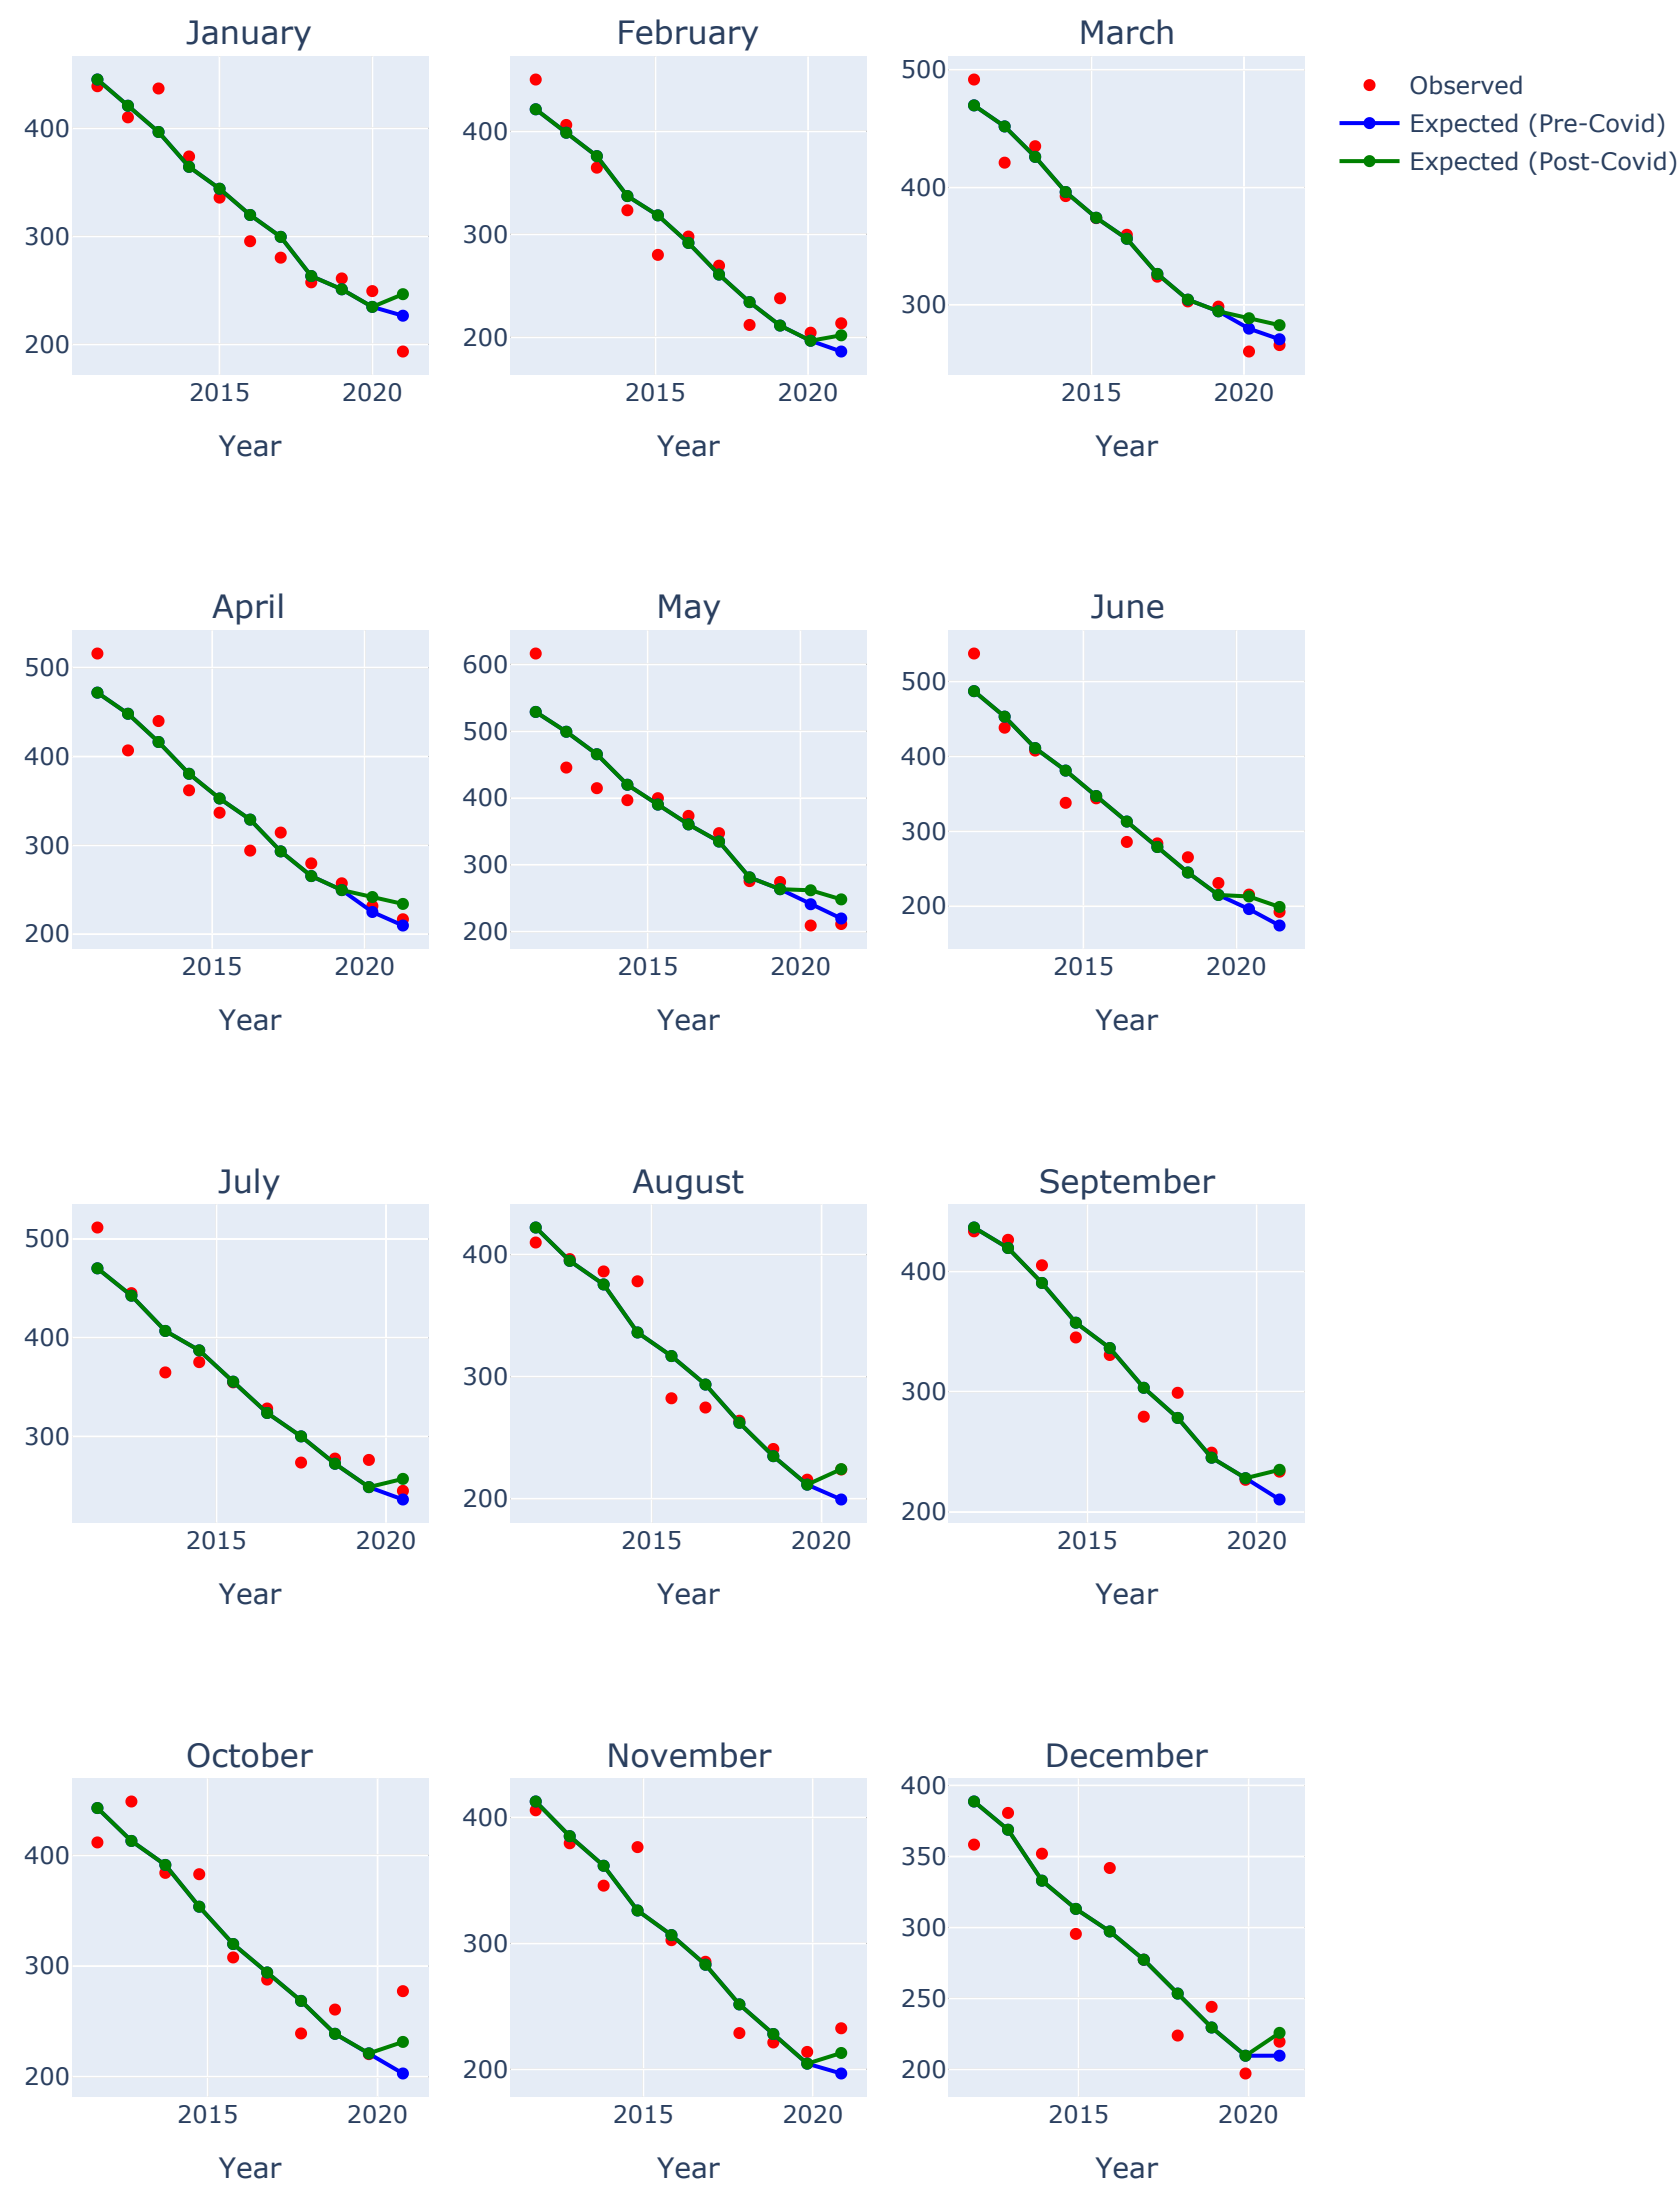 January
February
March
Observed
Expected (Pre-Covid)
Expected (Post-Covid)
400
300
200
2015
2020
Year
400
300
200
2015
2020
Year
500
400
300
2015
2020
Year
April
May
June
500
400
300
200
2015
2020
Year
600
500
400
300
200
2015
2020
Year
500
400
300
200
2015
2020
Year
July
August
September
500
400
300
2015
2020
Year
400
300
200
2015
2020
Year
400
300
200
2015
2020
Year
October
November
December
400
300
200
2015
2020
Year
400
300
200
2015
2020
Year
400
350
300
250
200
2015
2020
Year